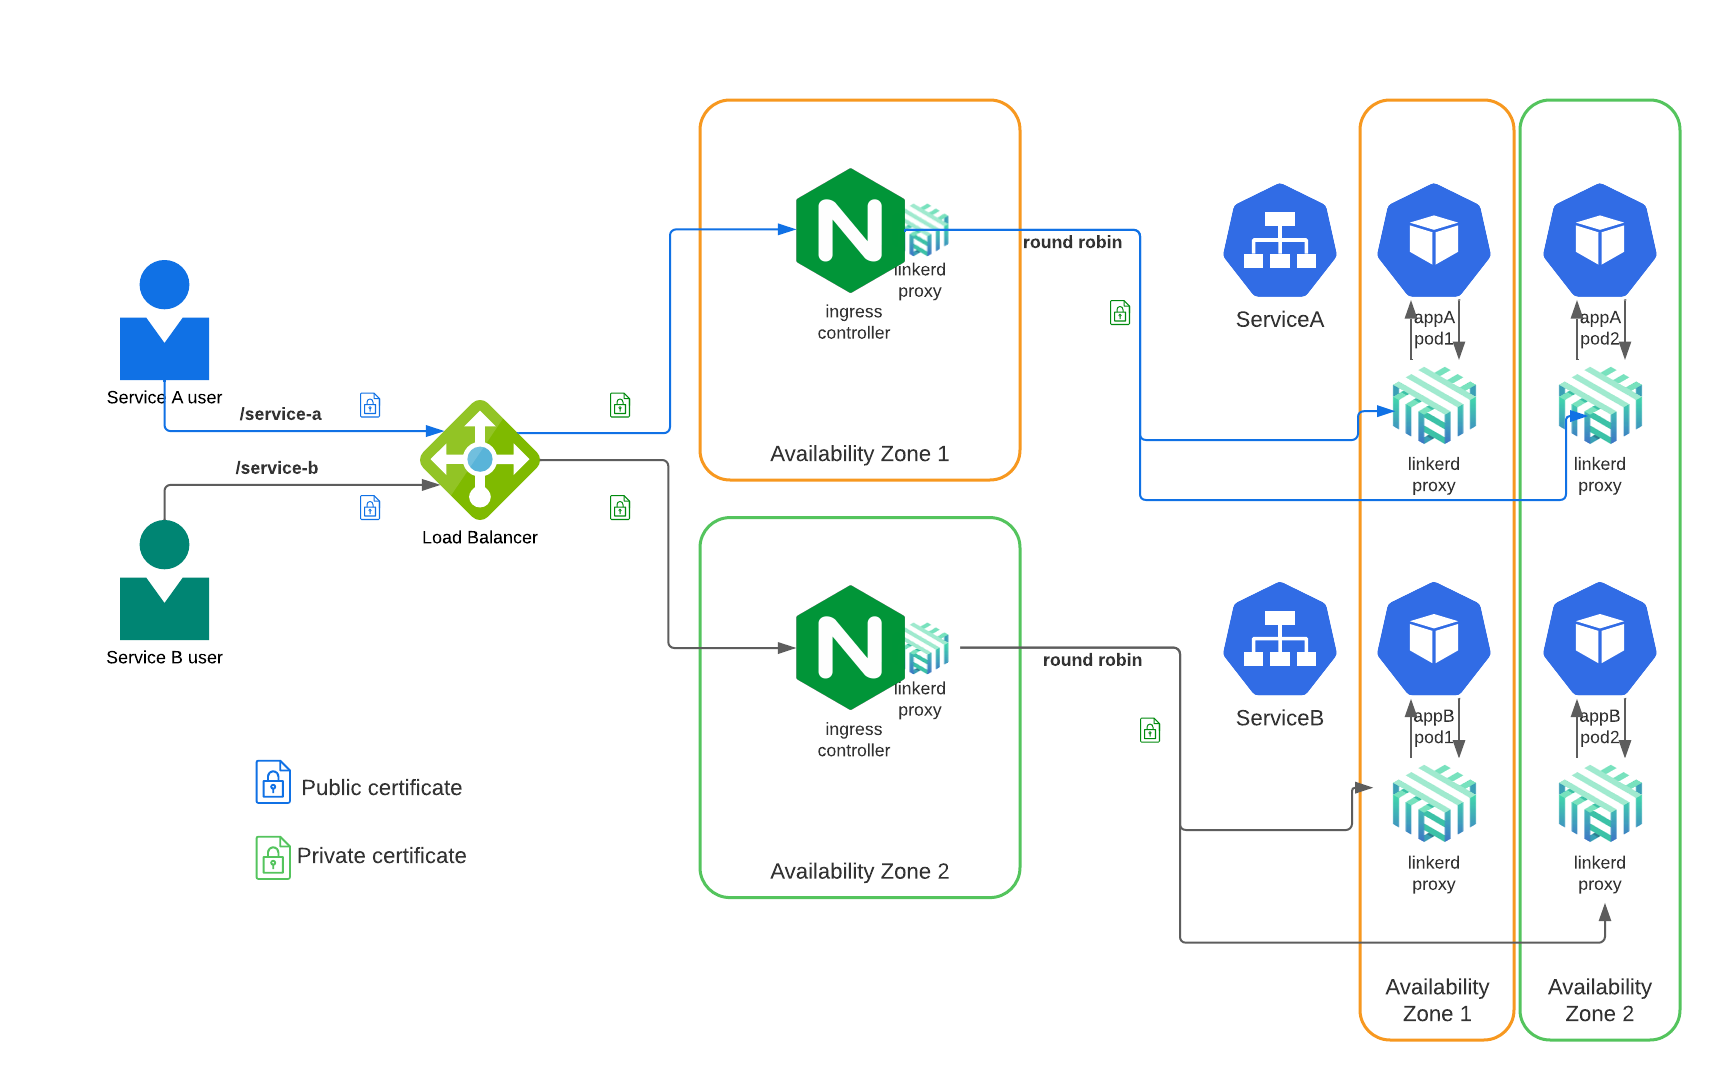 Service A user
/service-a
/service-b
Load Balancer
Service B user
Public certificate
Private certificate
linkerd
proxy
ingress
controller
Availability Zone 1
linkerd
proxy
ingress
controller
Availability Zone 2
round robin
round robin
ServiceA
appA
pod1
appA
pod2
linkerd
proxy
linkerd
proxy
ServiceB
appB
pod1
appB
pod2
linkerd
proxy
linkerd
proxy
Availability
Zone 1
Availability
Zone 2